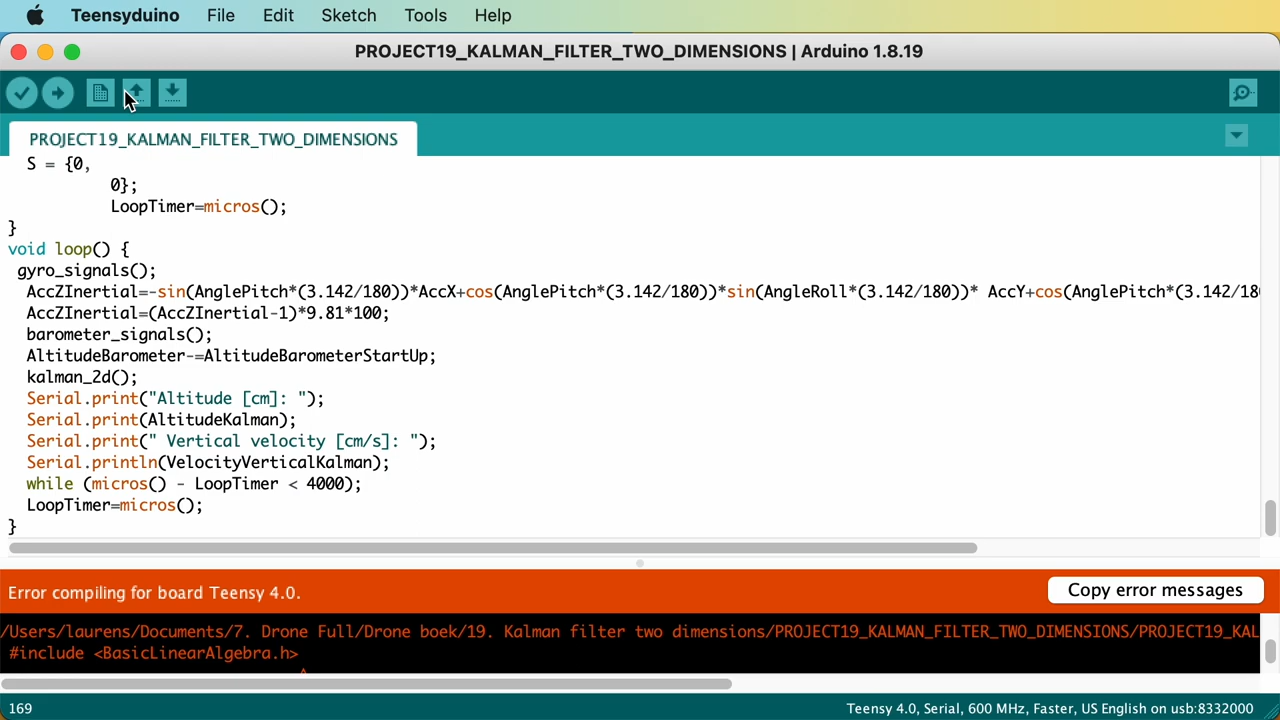 Teensyduino File Edit Sketch Tools Help
PROJECT19_KALMAN_FILTER_TWO_DIMENSIONS | Arduino 1.8.19
PROJECT19_KALMAN_FILTER_TWO_DIMENSIONS
S = {0,
0};
LoopTimer=micros();
}
void loop() {
gyro_signals();
AccZInertial=-sin(AnglePitch*(3.142/180))*AccX+cos(AnglePitch*(3.142/180))*sin(AngleRoll*(3.142/180))* AccY+cos(AnglePitch*(3.142/18
AccZInertial=(AccZInertial-1)*9.81*100;
barometer_signals();
AltitudeBarometer-=AltitudeBarometerStartUp;
kalman_2d();
Serial.print("Altitude [cm]: ");
Serial.print(AltitudeKalman);
Serial.print(" Vertical velocity [cm/s]: ");
Serial.println(VelocityVerticalKalman);
while (micros() - LoopTimer < 4000);
LoopTimer=micros();
}
Error compiling for board Teensy 4.0.
Copy error messages
/Users/laurens/Documents/7. Drone Full/Drone boek/19. Kalman filter two dimensions/PROJECT19_KALMAN_FILTER_TWO_DIMENSIONS/PROJECT19_KAL
#include <BasicLinearAlgebra.h>
^
169
Teensy 4.0, Serial, 600 MHz, Faster, US English on usb:8332000